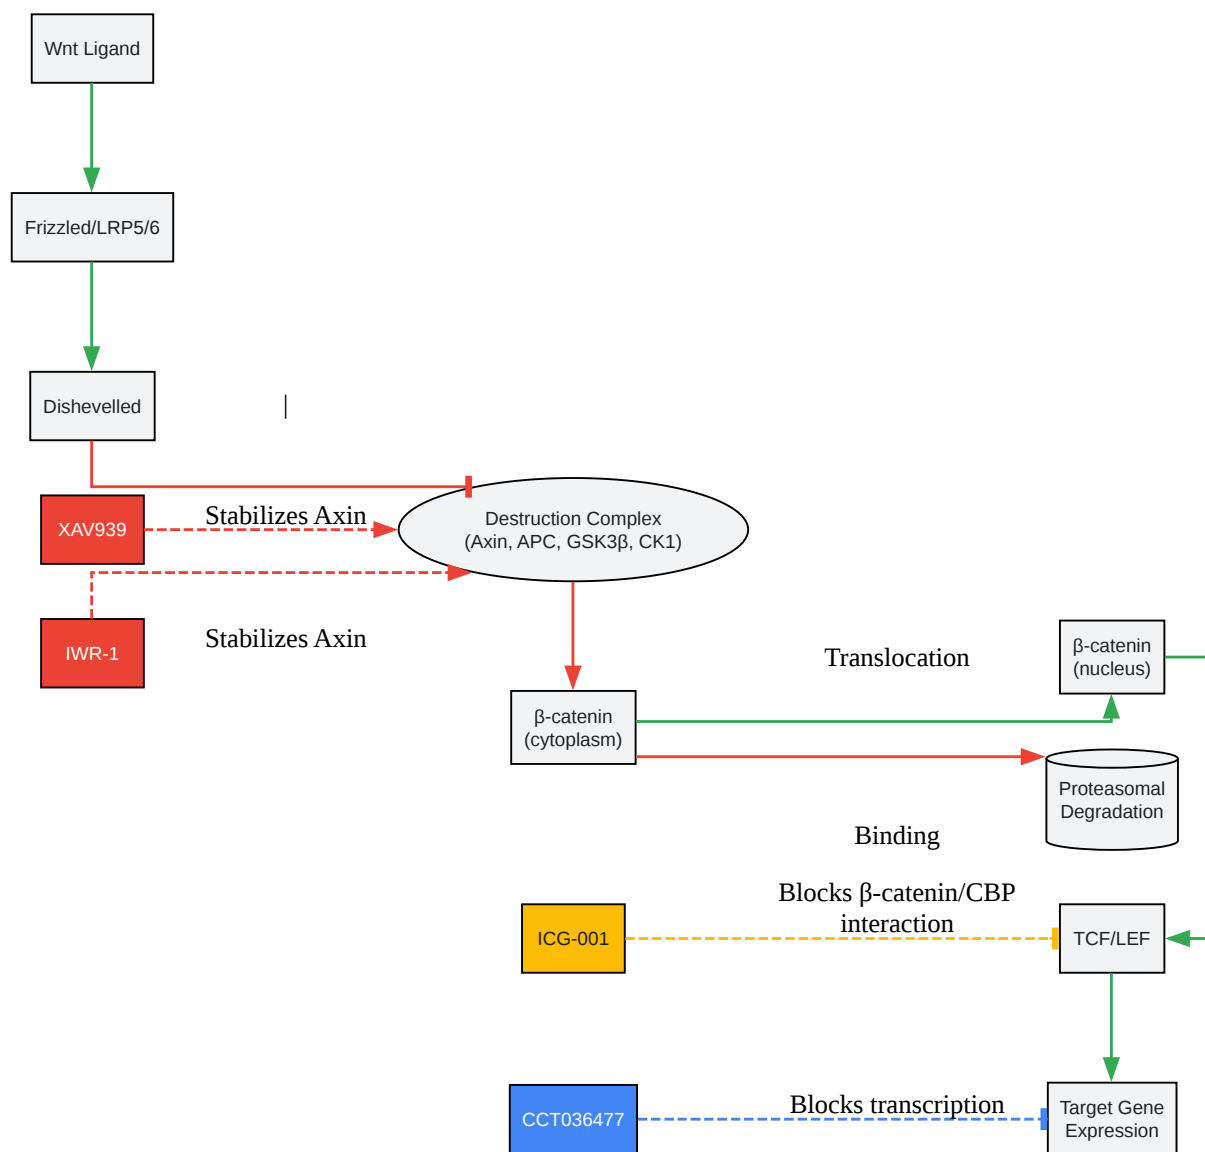 Wnt Ligand
Frizzled/LRP5/6
Dishevelled
|
XAV939
Stabilizes Axin
Destruction Complex
(Axin, APC, GSK3β, CK1)
IWR-1
Stabilizes Axin
β-catenin
(cytoplasm)
Translocation
β-catenin
(nucleus)
Proteasomal
Degradation
Binding
Blocks β-catenin/CBP
interaction
ICG-001
TCF/LEF
CCT036477
Blocks transcription
Target Gene
Expression